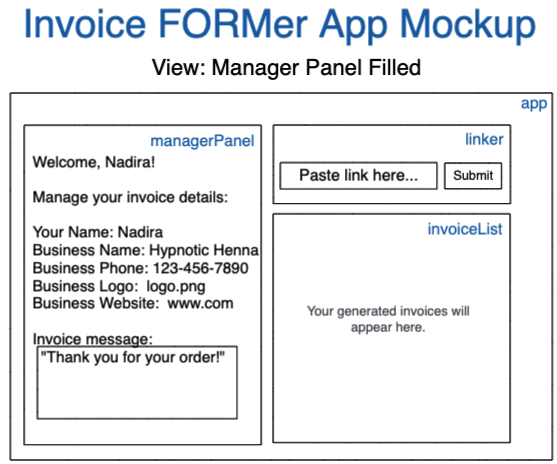 Invoice FORMer App Mockup
View: Manager Panel Filled
app
managerPanel
Welcome, Nadira!
Manage your invoice details:
Your Name: Nadira
Business Name: Hypnotic Henna
Business Phone: 123-456-7890
Business Logo: logo.png
Business Website: www.com
Invoice message:
"Thank you for your order!"
linker
Paste link here...
Submit
invoiceList
Your generated invoices will
appear here.